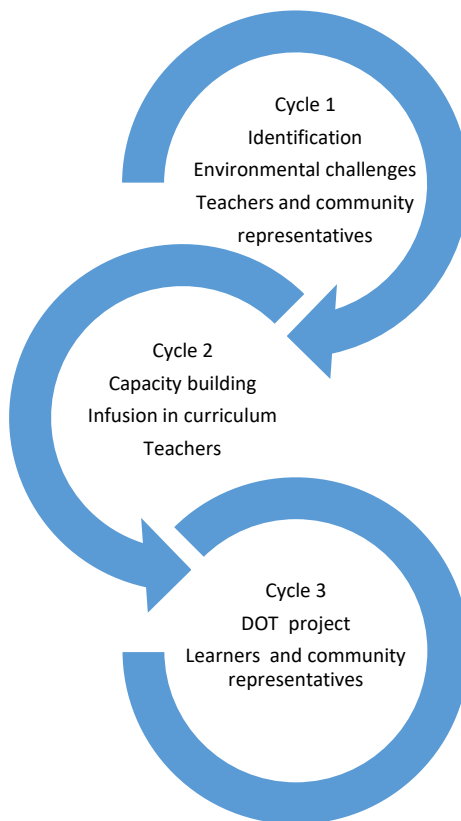 Cycle 1
Identification
Environmental challenges
Teachers and community
representatives
Cycle 2
Capacity building
Infusion in curriculum
Teachers
Cycle 3
DOT  project
Learners  and community
representatives